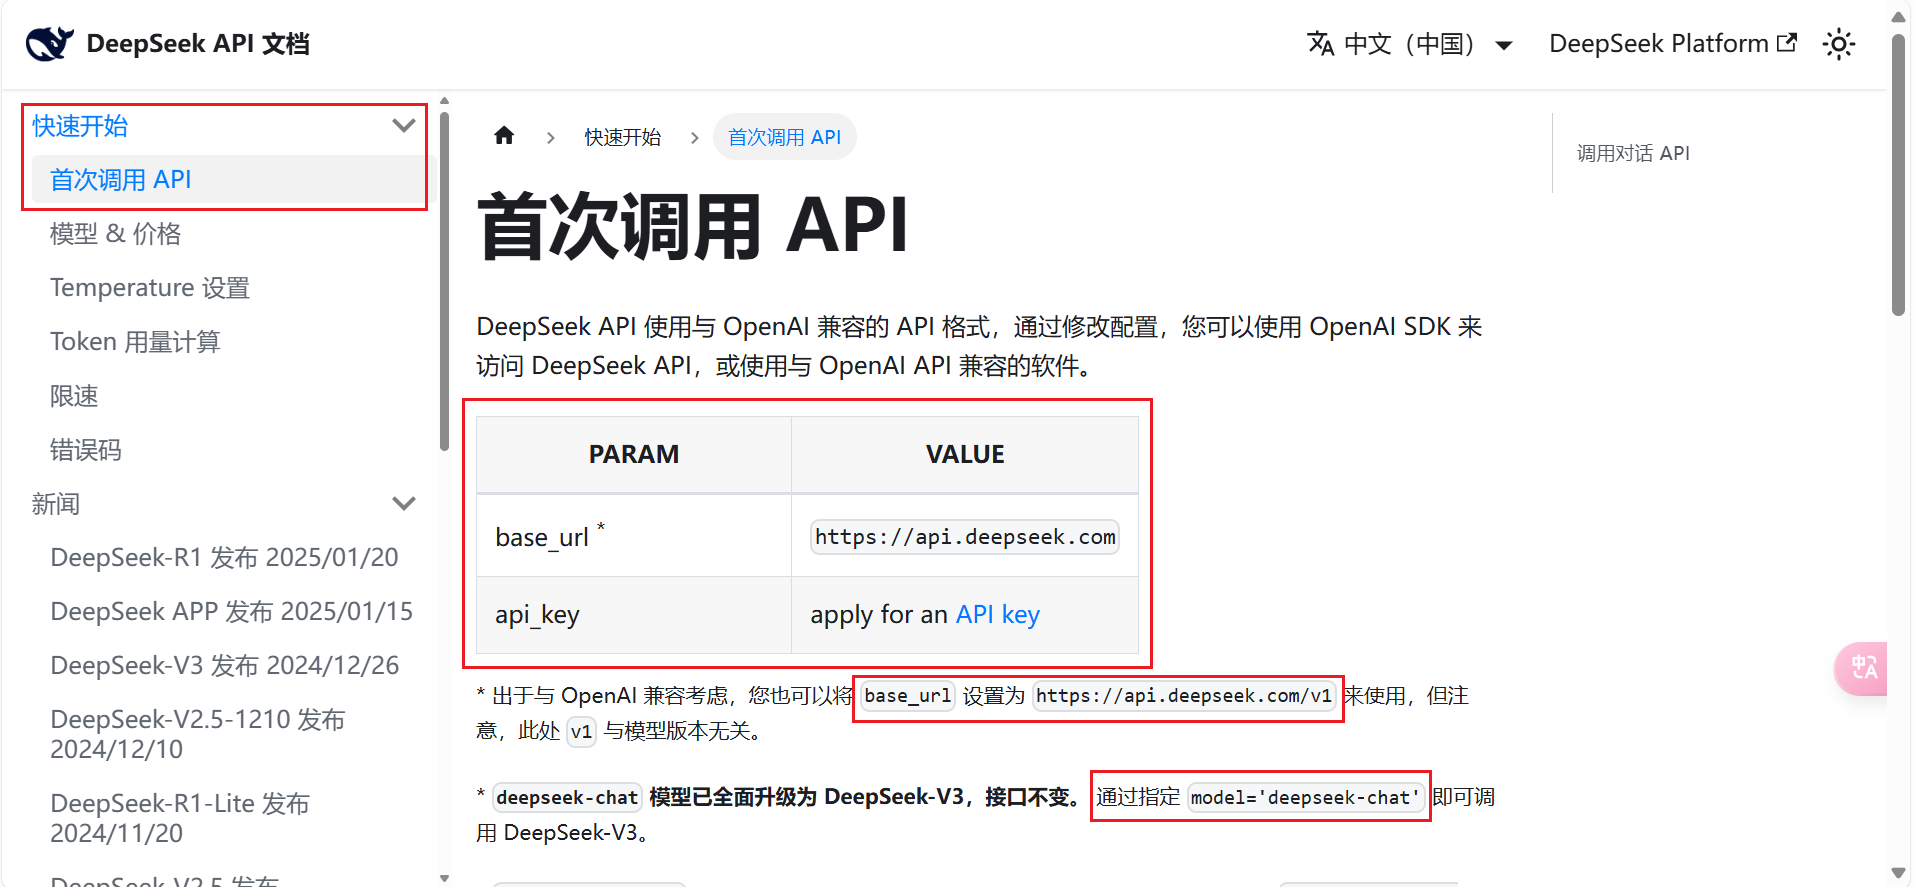 DeepSeek API 文档
中文（中国）
DeepSeek Platform
快速开始
首次调用 API
模型 & 价格
Temperature 设置
Token 用量计算
限速
错误码
新闻
DeepSeek-R1 发布 2025/01/20
DeepSeek APP 发布 2025/01/15
DeepSeek-V3 发布 2024/12/26
DeepSeek-V2.5-1210 发布
2024/12/10
DeepSeek-R1-Lite 发布
2024/11/20
DeepSeek-V2.5 发布
快速开始
首次调用 API
首次调用 API
DeepSeek API 使用与 OpenAI 兼容的 API 格式，通过修改配置，您可以使用 OpenAI SDK 来
访问 DeepSeek API，或使用与 OpenAI API 兼容的软件。
PARAM VALUE
base_url * https://api.deepseek.com
api_key apply for an API key
* 出于与 OpenAI 兼容考虑，您也可以将 base_url 设置为 https://api.deepseek.com/v1 来使用，但注
意，此处 v1 与模型版本无关。
* deepseek-chat 模型已全面升级为 DeepSeek-V3，接口不变。 通过指定 model='deepseek-chat' 即可调
用 DeepSeek-V3。
调用对话 API
中A